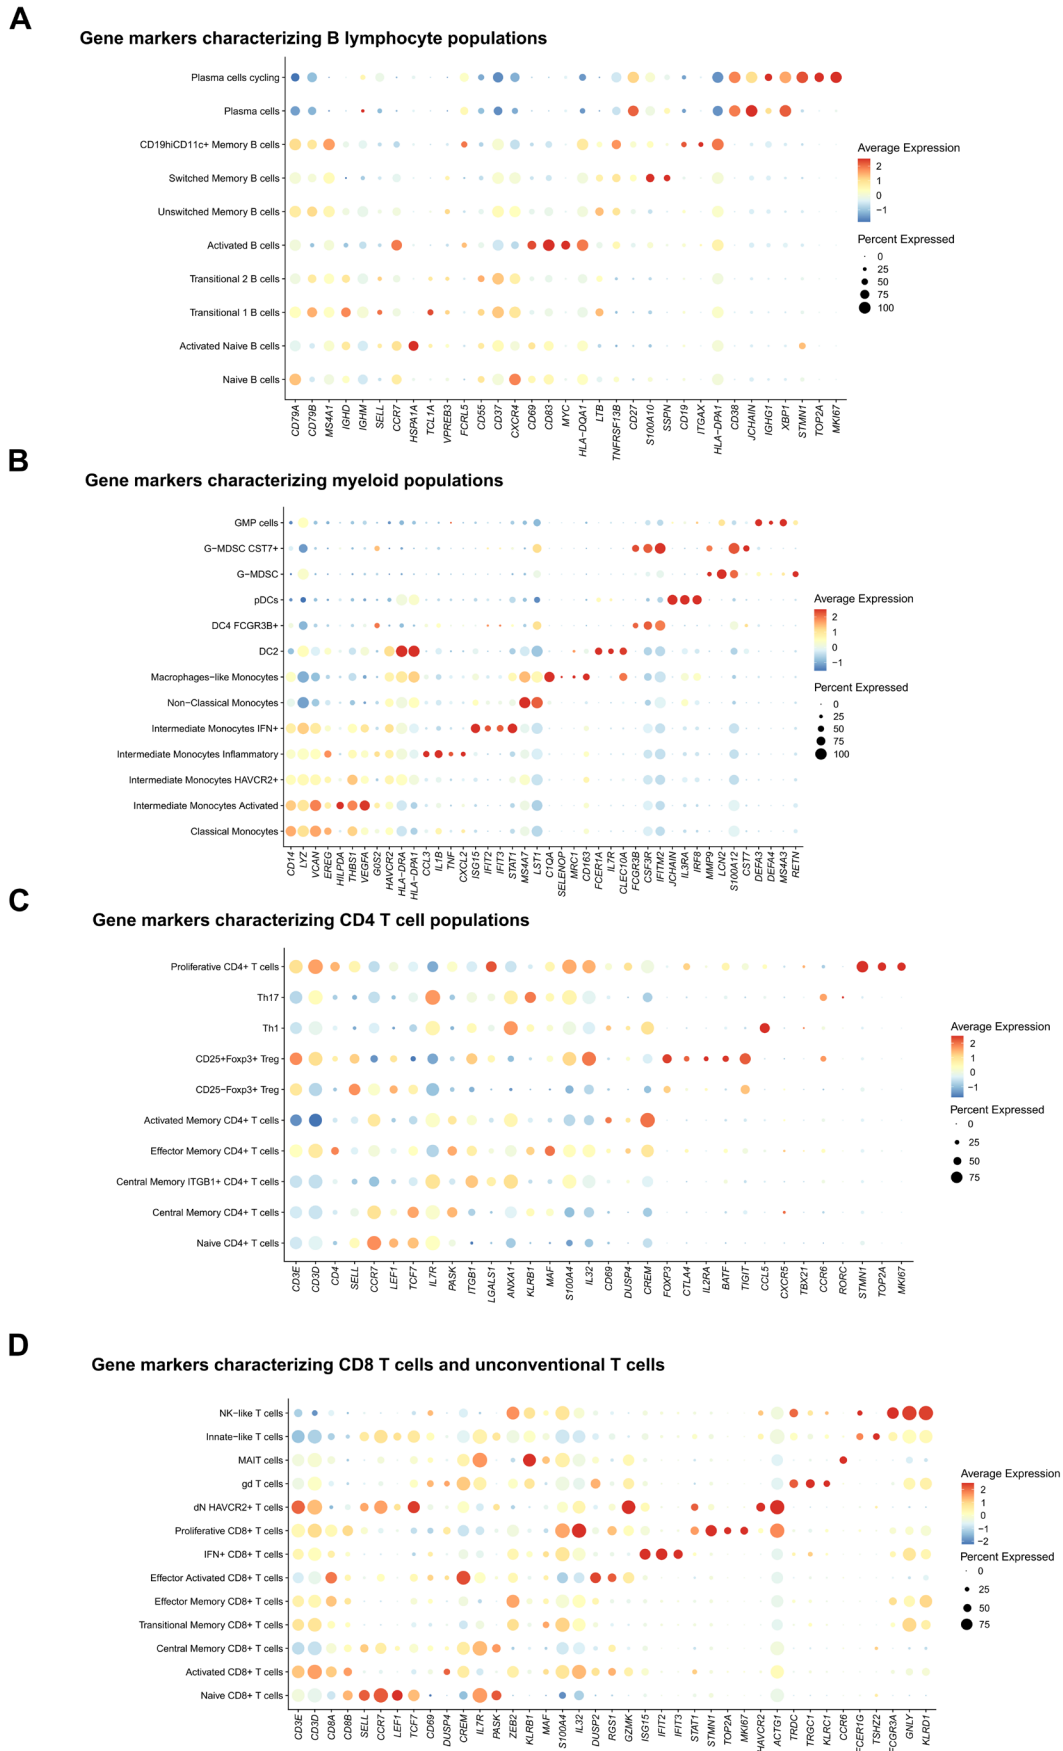 A
Gene markers characterizing B lymphocyte populations
Plasma cells cycling
Plasma cells
CD19hiCD11c+ Memory B cells
Switched Memory B cells
Unswitched Memory B cells
Activated B cells
Transitional 2 B cells
Transitional 1 B cells
Activated Naive B cells
Naive B cells
CD79A CD79B MS4A1 IGHD IGHM SELL CCR7 HSPA1A TCL1A VPREB3 FCRL5 CD55 CD37 CXCR4 CD69 CD83 MYC HLA−DQA1 LTB TNFRSF13B CD27 S100A10 SSPN CD19 ITGAX HLA−DPA1 CD38 JCHAIN IGHG1 XBP1 STMN1 TOP2A MKI67
Average Expression
2
1
0
−1
Percent Expressed
0
25
50
75
100
B
Gene markers characterizing myeloid populations
GMP cells
G−MDSC CST7+
G−MDSC
pDCs
DC4 FCGR3B+
DC2
Macrophages−like Monocytes
Non−Classical Monocytes
Intermediate Monocytes IFN+
Intermediate Monocytes Inflammatory
Intermediate Monocytes HAVCR2+
Intermediate Monocytes Activated
Classical Monocytes
CD14 LYZ VCAN EREG HILPDA THBS1 VEGFA G0S2 HAVCR2 HLA−DRA HLA−DPA1 CCL3 IL1B TNF CXCL2 ISG15 IFIT2 IFIT3 STAT1 MS4A7 LST1 C1QA SELENOP MRC1 CD163 FCER1A IL7R CLEC10A FCGR3B CSF3R IFITM2 JCHAIN IL3RA IRF8 MMP9 LCN2 S100A12 CST7 DEFA3 DEFA4 MS4A3 RETN
Average Expression
2
1
0
−1
Percent Expressed
0
25
50
75
100
C
Gene markers characterizing CD4 T cell populations
Proliferative CD4+ T cells
Th17
Th1
CD25+Foxp3+ Treg
CD25−Foxp3+ Treg
Activated Memory CD4+ T cells
Effector Memory CD4+ T cells
Central Memory ITGB1+ CD4+ T cells
Central Memory CD4+ T cells
Naive CD4+ T cells
CD3E CD3D CD4 SELL CCR7 LEF1 TCF7 IL7R PASK ITGB1 LGALS1 ANXA1 KLRB1 MAF S100A4 IL32 CD69 DUSP4 CREM FOXP3 CTLA4 IL2RA BATF TIGIT CCL5 CXCR5 TBX21 CCR6 RORC STMN1 TOP2A MKI67
Average Expression
2
1
0
−1
Percent Expressed
0
25
50
75
D
Gene markers characterizing CD8 T cells and unconventional T cells
NK−like T cells
Innate−like T cells
MAIT cells
gd T cells
dN HAVCR2+ T cells
Proliferative CD8+ T cells
IFN+ CD8+ T cells
Effector Activated CD8+ T cells
Effector Memory CD8+ T cells
Transitional Memory CD8+ T cells
Central Memory CD8+ T cells
Activated CD8+ T cells
Naive CD8+ T cells
CD3E CD3D CD8A CD8B SELL CCR7 LEF1 TCF7 CD69 DUSP4 CREM IL7R PASK ZEB2 KLRB1 MAF S100A4 IL32 DUSP2 RGS1 GZMK ISG15 IFIT2 IFIT3 STAT1 STMN1 TOP2A MKI67 HAVCR2 ACTG1 TRDC TRGC1 KLRC1 CCR6 FCER1G TSHZ2 FCGR3A GNLY KLRD1
Average Expression
2
1
0
−1
−2
Percent Expressed
0
25
50
75